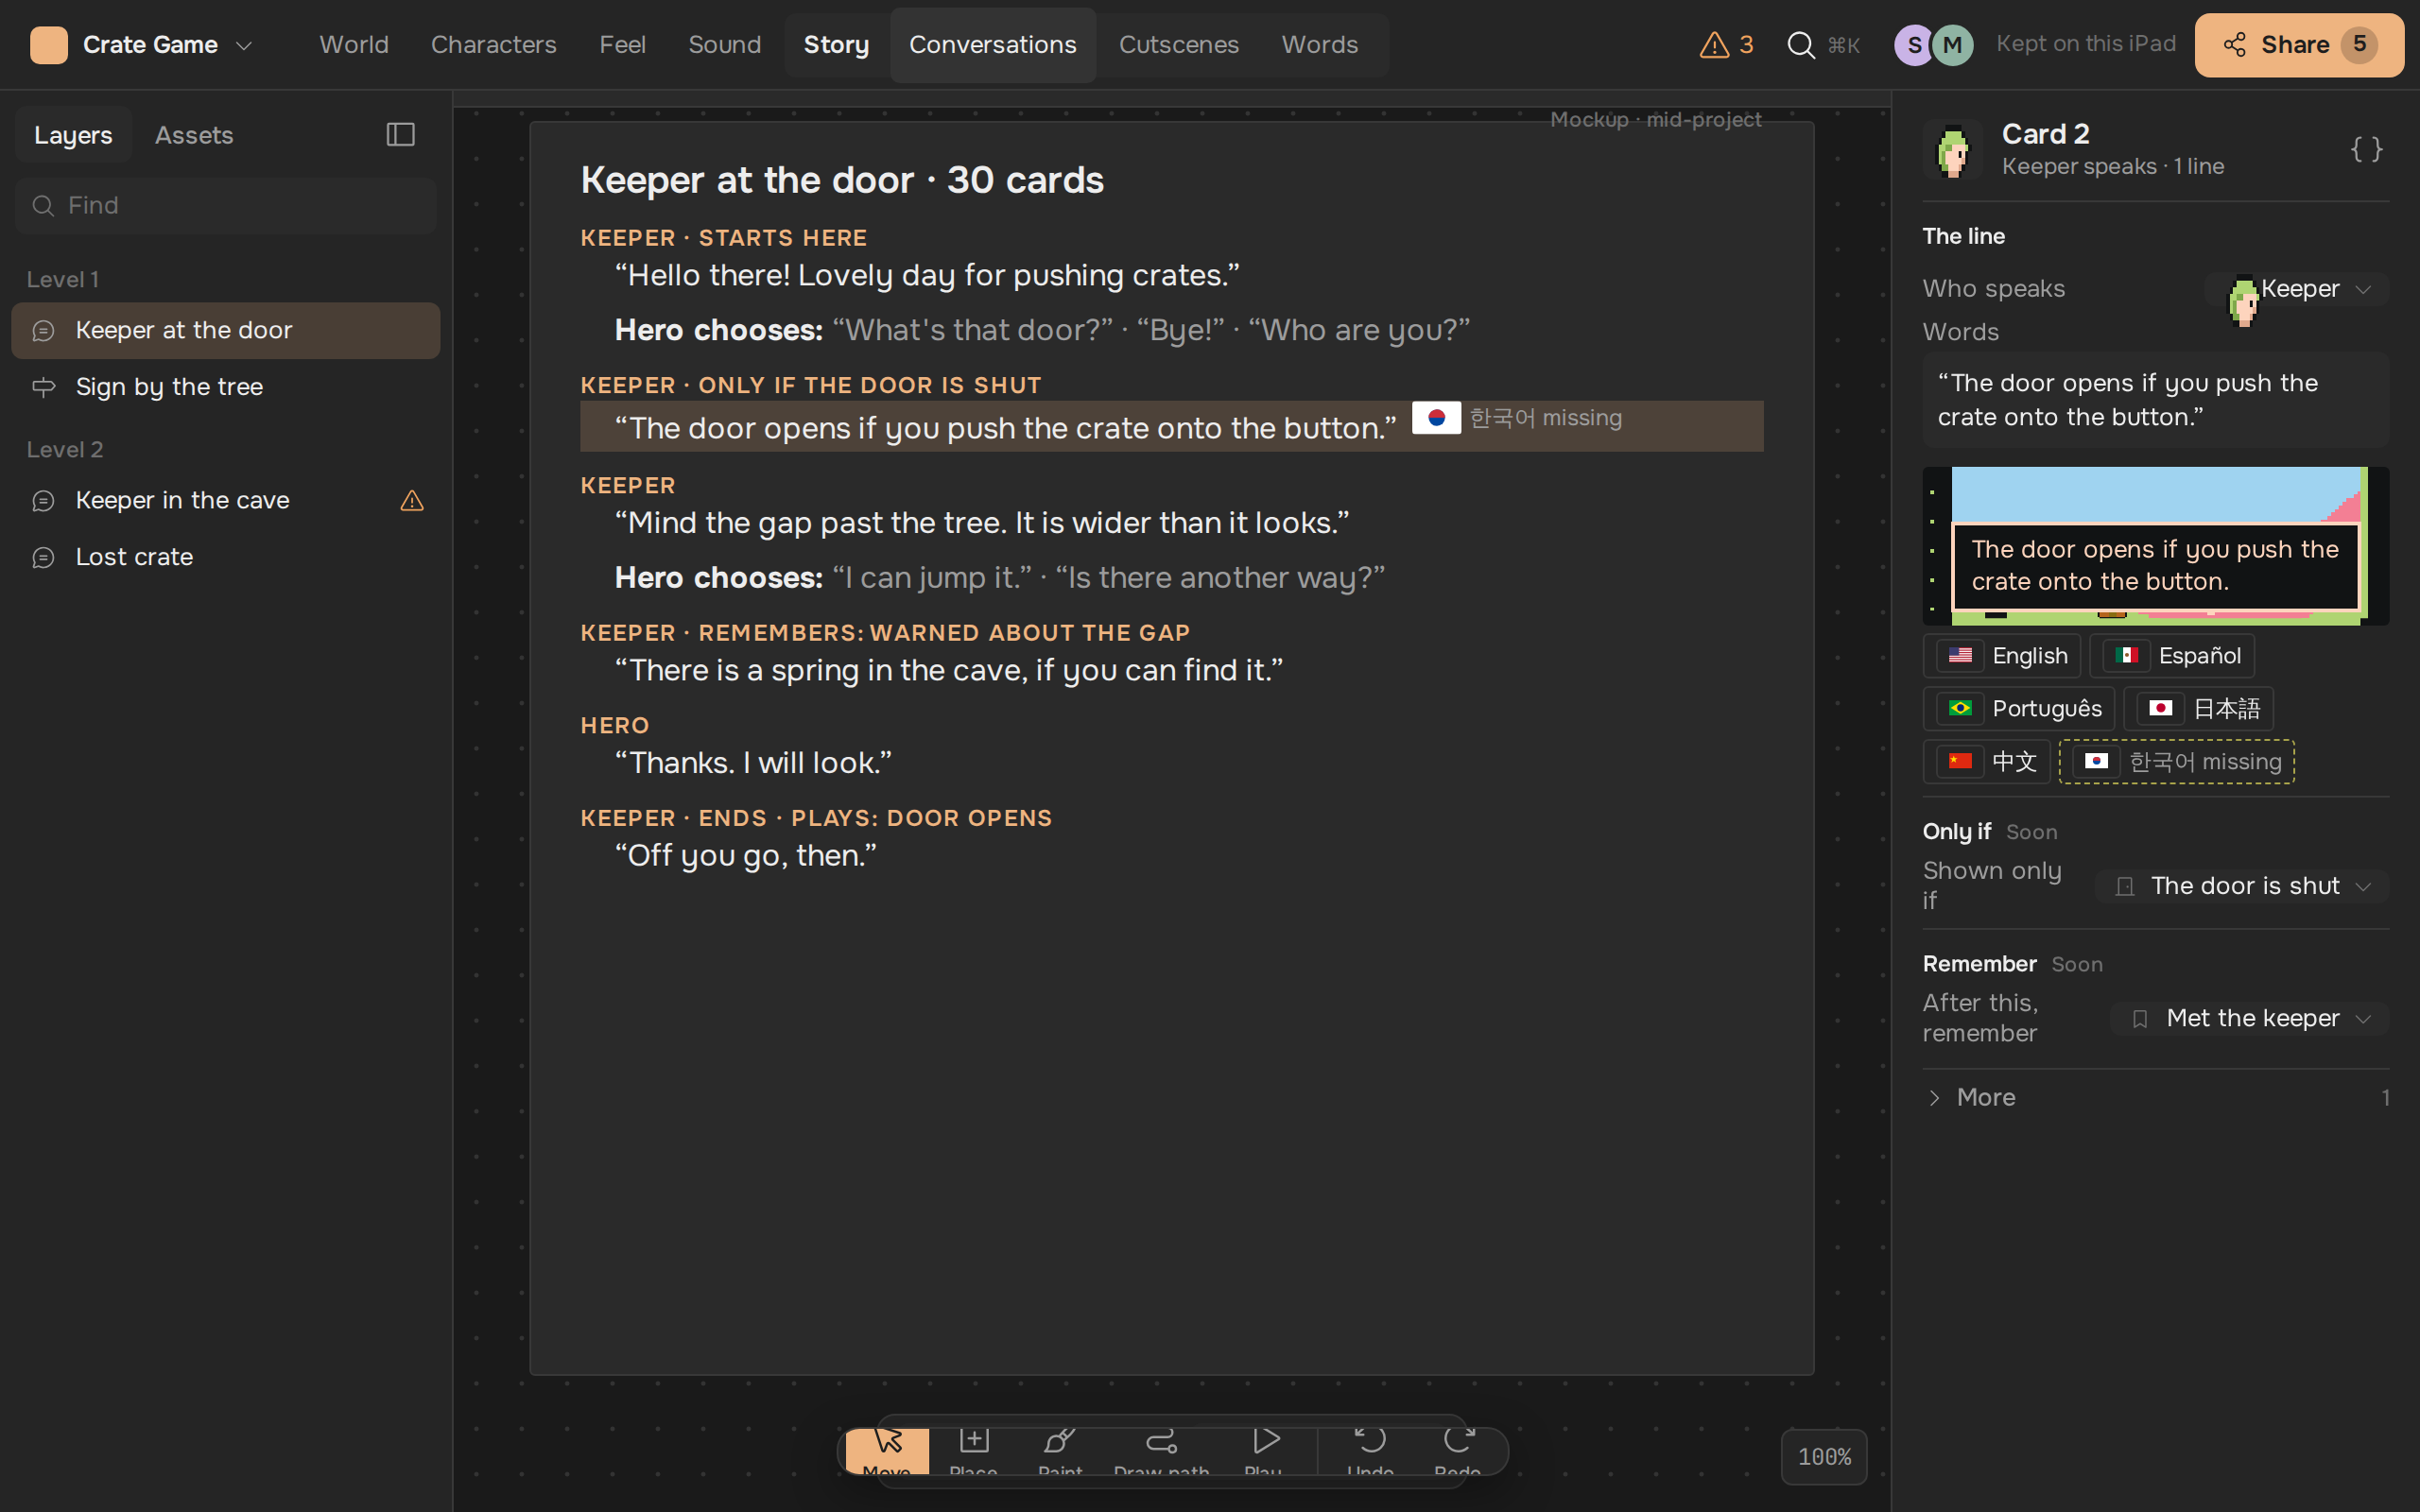 Crate Game
World
Characters
Feel
Sound
Story
Conversations
Cutscenes
Words
3
⌘K
S
M
Kept on this iPad
Share
5
Layers
Assets
Find
Level 1
Keeper at the door
Sign by the tree
Level 2
Keeper in the cave
Lost crate
Mockup · mid-project
Keeper at the door · 30 cards
KEEPER · STARTS HERE
“Hello there! Lovely day for pushing crates.”
Hero chooses: “What's that door?” · “Bye!” · “Who are you?”
KEEPER · ONLY IF THE DOOR IS SHUT
“The door opens if you push the crate onto the button.” 한국어 missing
KEEPER
“Mind the gap past the tree. It is wider than it looks.”
Hero chooses: “I can jump it.” · “Is there another way?”
KEEPER · REMEMBERS: WARNED ABOUT THE GAP
“There is a spring in the cave, if you can find it.”
HERO
“Thanks. I will look.”
KEEPER · ENDS · PLAYS: DOOR OPENS
“Off you go, then.”
Move
Place
Paint
Draw path
Play
Undo
Redo
100%
Card 2
Keeper speaks · 1 line
{ }
The line
Who speaks
Keeper
Words
“The door opens if you push the
crate onto the button.”
The door opens if you push the
crate onto the button.
English
Español
Português
日本語
中文
한국어 missing
Only if Soon
Shown only
if
The door is shut
Remember Soon
After this,
remember
Met the keeper
More
1